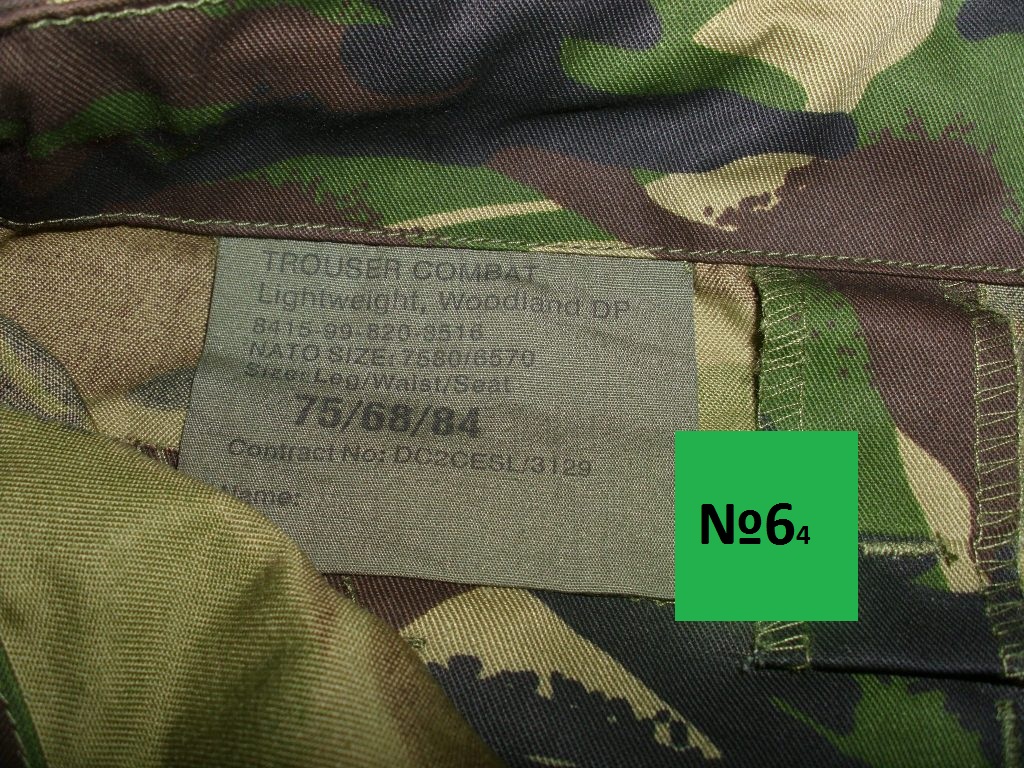 TROUSER COMBAT
Lightweight, Woodland DP
8415-99-820-3516
NATO SIZE: 7580/6570
Size: Leg/Waist/Seat
75/68/84
Contract No: DC2CESL/3129
Name:
№64